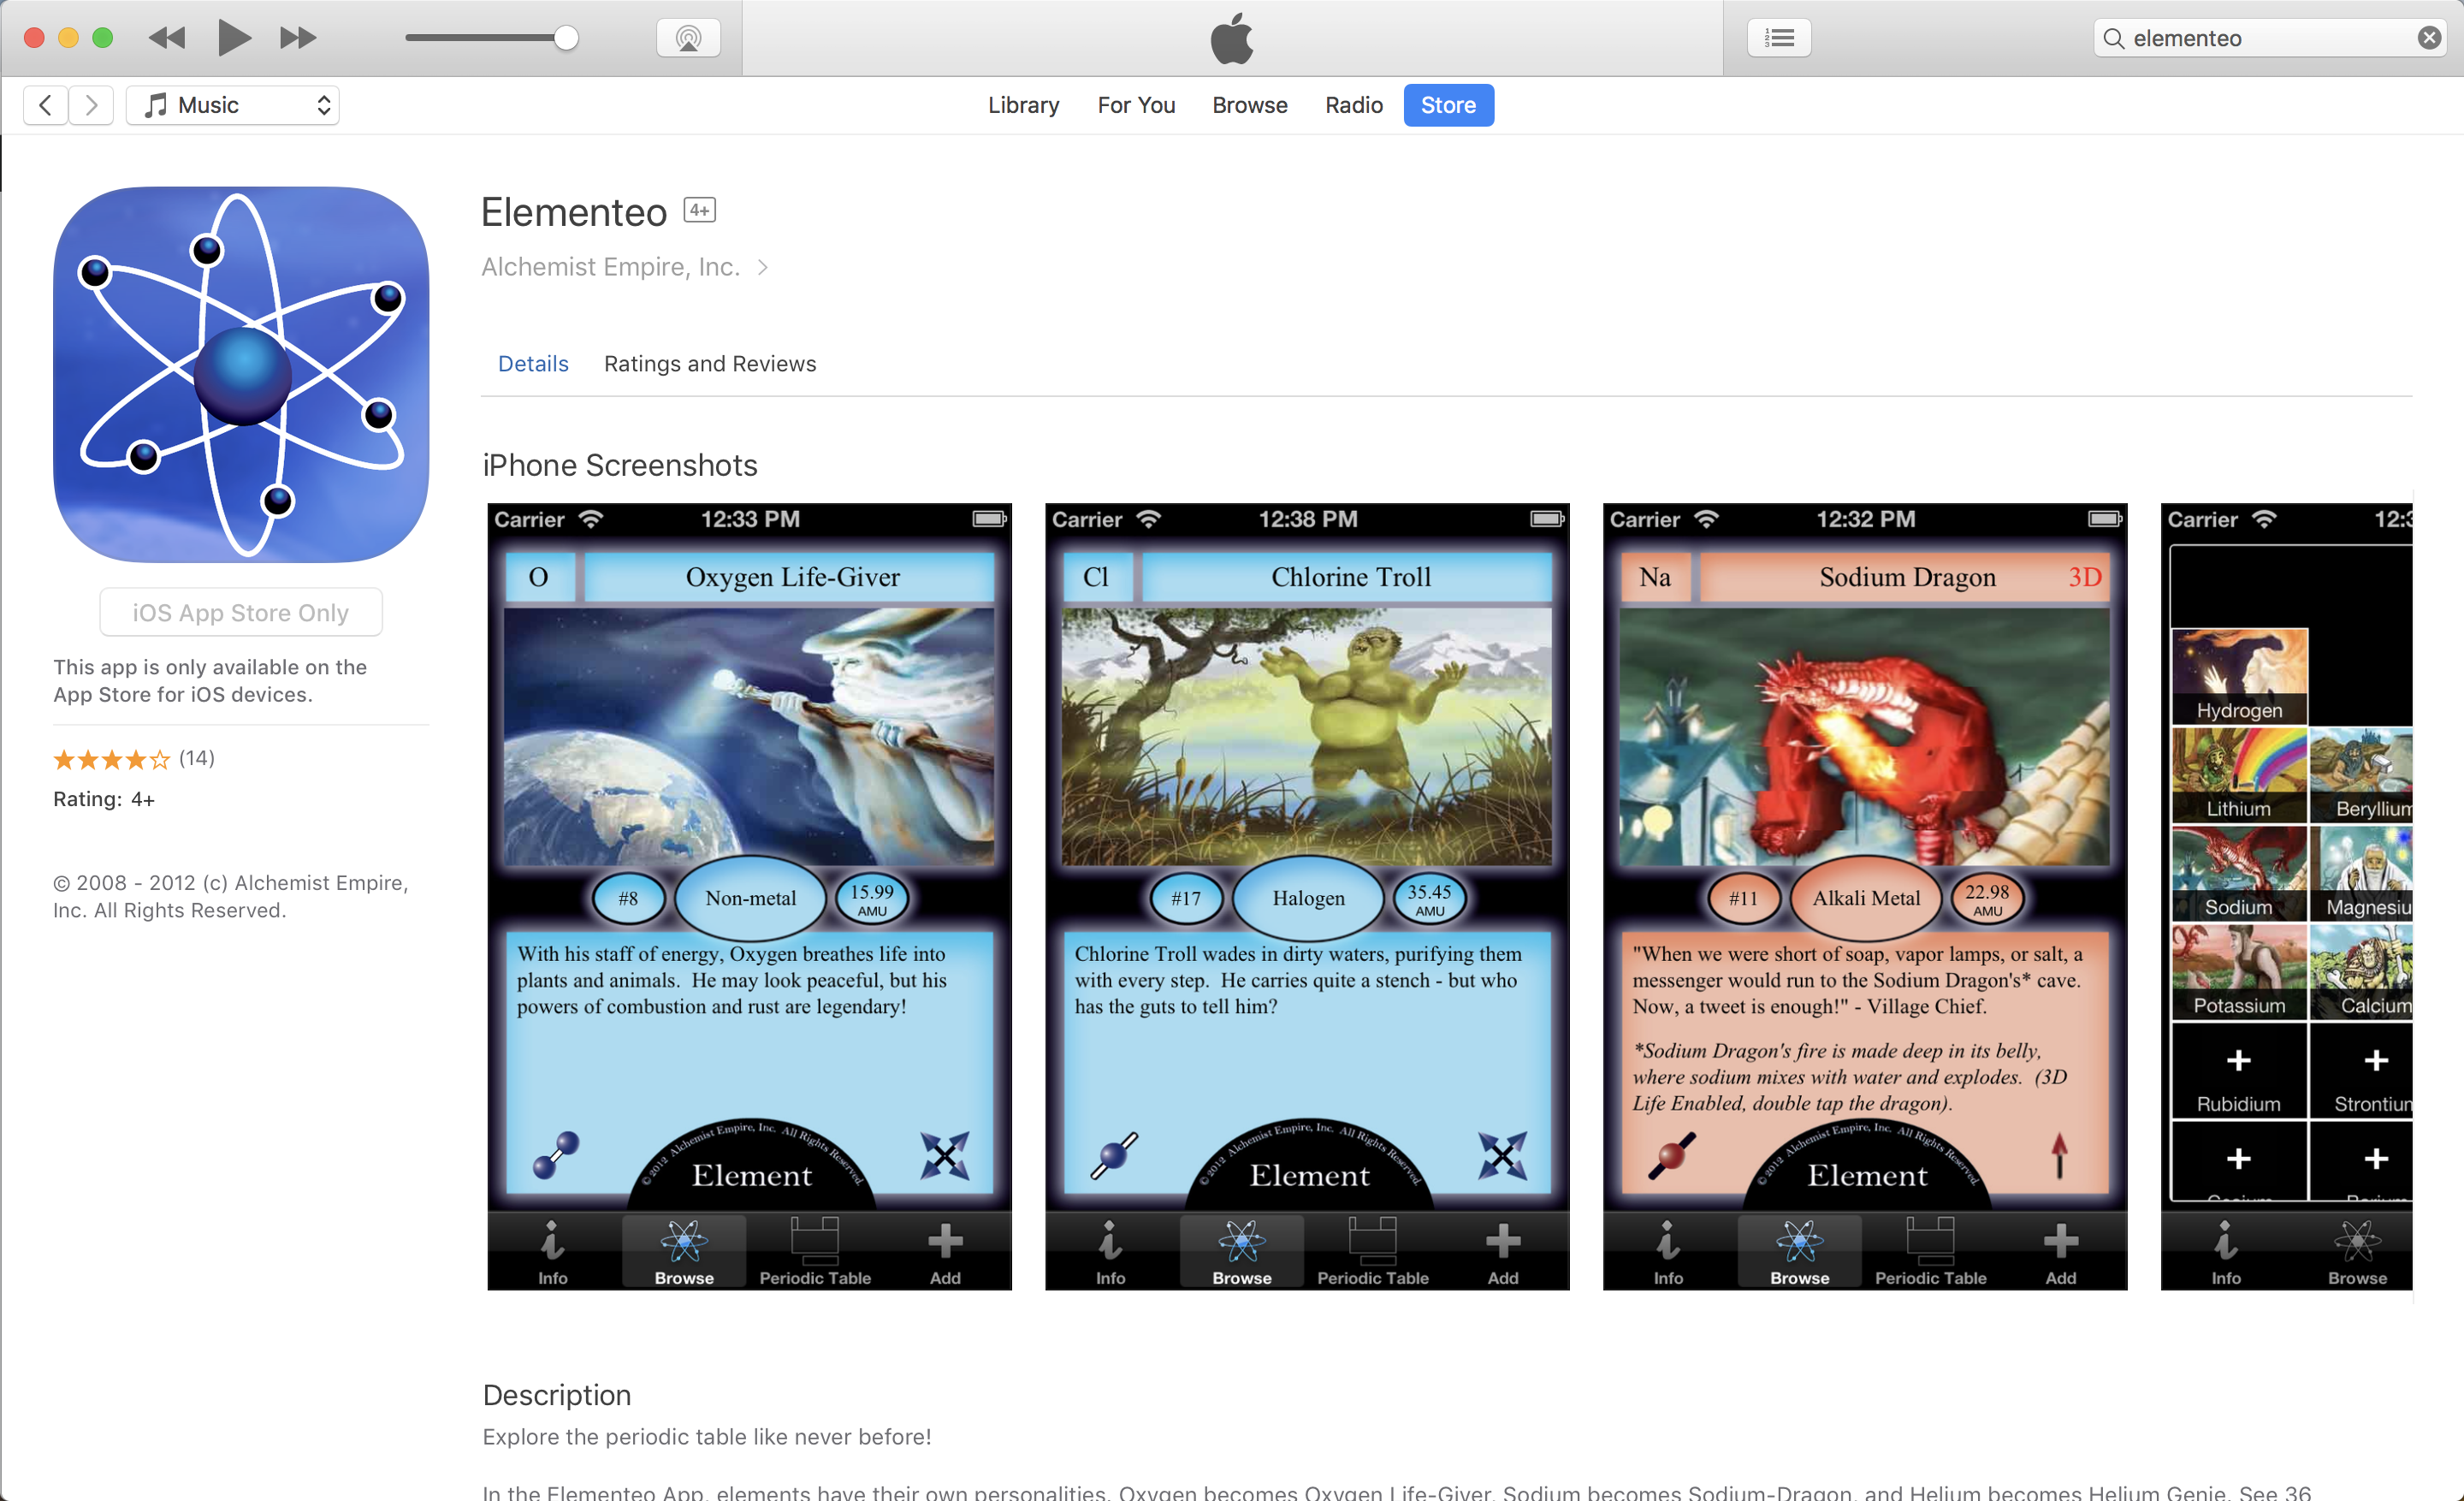 elementeo
Music
Library
For You
Browse
Radio
Store
Elementeo 4+
Alchemist Empire, Inc.
Details
Ratings and Reviews
iOS App Store Only
This app is only available on the
App Store for iOS devices.
(14)
Rating: 4+
© 2008 - 2012 (c) Alchemist Empire,
Inc. All Rights Reserved.
iPhone Screenshots
Carrier 12:33 PM
O Oxygen Life-Giver
#8 Non-metal 15.99 AMU
With his staff of energy, Oxygen breathes life into
plants and animals. He may look peaceful, but his
powers of combustion and rust are legendary!
©2012 Alchemist Empire, Inc. All Rights Reserved.
Element
Info Browse Periodic Table Add
Carrier 12:38 PM
Cl Chlorine Troll
#17 Halogen 35.45 AMU
Chlorine Troll wades in dirty waters, purifying them
with every step. He carries quite a stench - but who
has the guts to tell him?
©2012 Alchemist Empire, Inc. All Rights Reserved.
Element
Info Browse Periodic Table Add
Carrier 12:32 PM
Na Sodium Dragon 3D
#11 Alkali Metal 22.98 AMU
"When we were short of soap, vapor lamps, or salt, a
messenger would run to the Sodium Dragon's* cave.
Now, a tweet is enough!" - Village Chief.
*Sodium Dragon's fire is made deep in its belly,
where sodium mixes with water and explodes. (3D
Life Enabled, double tap the dragon).
©2012 Alchemist Empire, Inc. All Rights Reserved.
Element
Info Browse Periodic Table Add
Carrier 12:3
Hydrogen
Lithium Beryllium
Sodium Magnesiu
Potassium Calcium
Rubidium Strontiun
Info Browse
Description
Explore the periodic table like never before!
In the Elementeo App, elements have their own personalities. Oxygen becomes Oxygen Life-Giver, Sodium becomes Sodium-Dragon, and Helium becomes Helium Genie. See 36